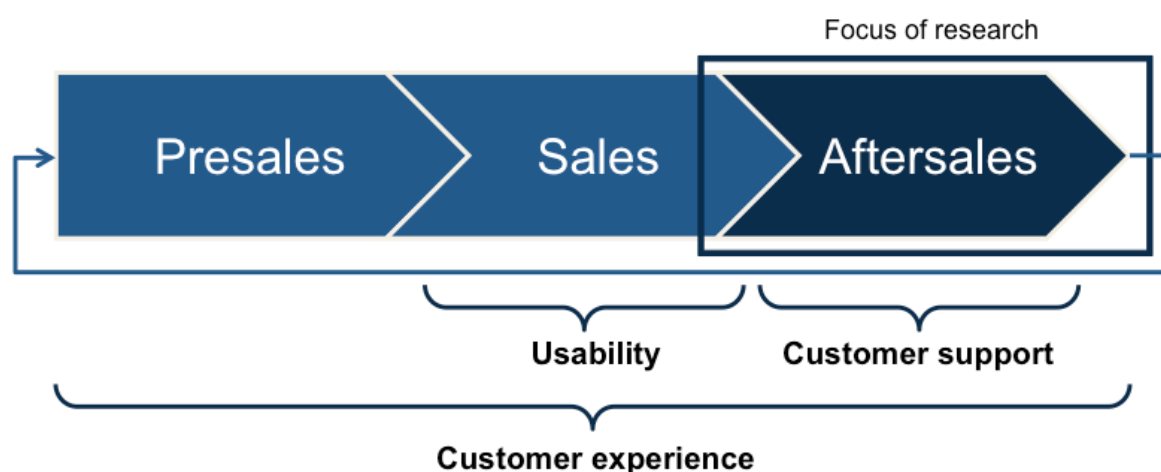 Focus of research
Presales
Sales
Aftersales
Usability
Customer support
Customer experience